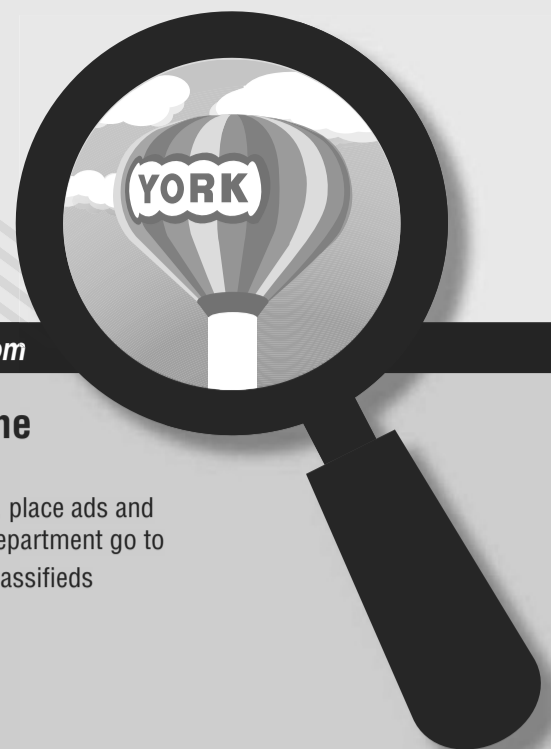 YORK
om
ne
place ads and
epartment go to
assifieds